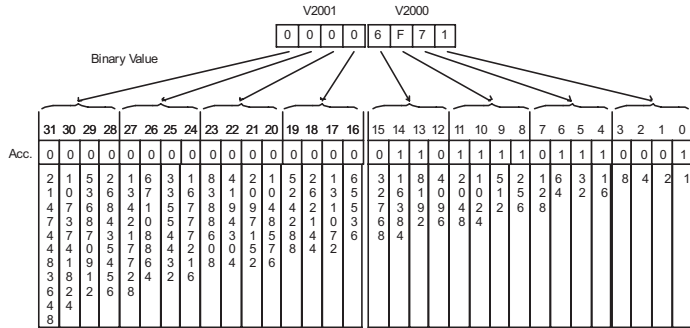 V2001 V2000
0 0 0 0 6 F 7 1
Binary Value
31 30 29 28 27 26 25 24 23 22 21 20 19 18 17 16 15 14 13 12 11 10 9 8 7 6 5 4 3 2 1 0
Acc. 0 0 0 0 0 0 0 0 0 0 0 0 0 0 0 0 0 1 1 0 1 1 1 1 0 1 1 1 0 0 0 1
21474483648 1073741824 536870912 268435456 134217728 67108864 33554432 16777216 8388608 4194304 2097152 1048576 524288 262144 131072 65536 32768 16384 8192 4096 2048 1024 512 256 128 64 32 16 8 4 2 1